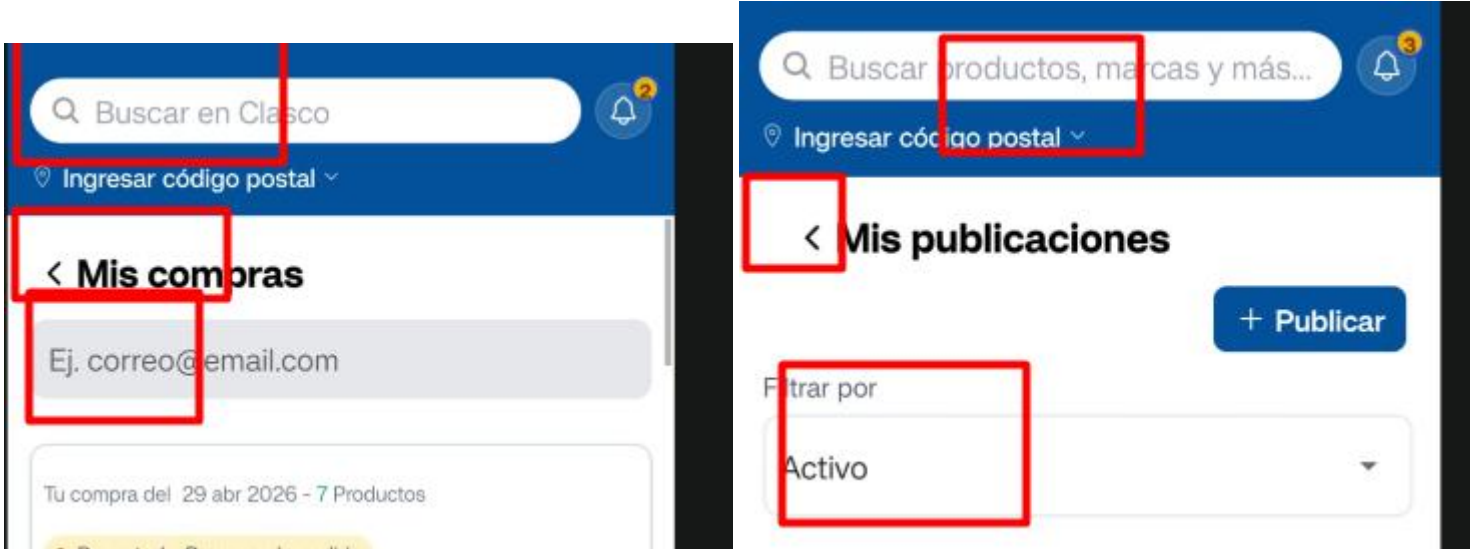 Buscar en Clasco
2
Ingresar código postal
Mis compras
Ej. correo@email.com
Tu compra del 29 abr 2026 - 7 Productos
Buscar productos, marcas y más...
3
Ingresar código postal
Mis publicaciones
+ Publicar
Filtrar por
Activo